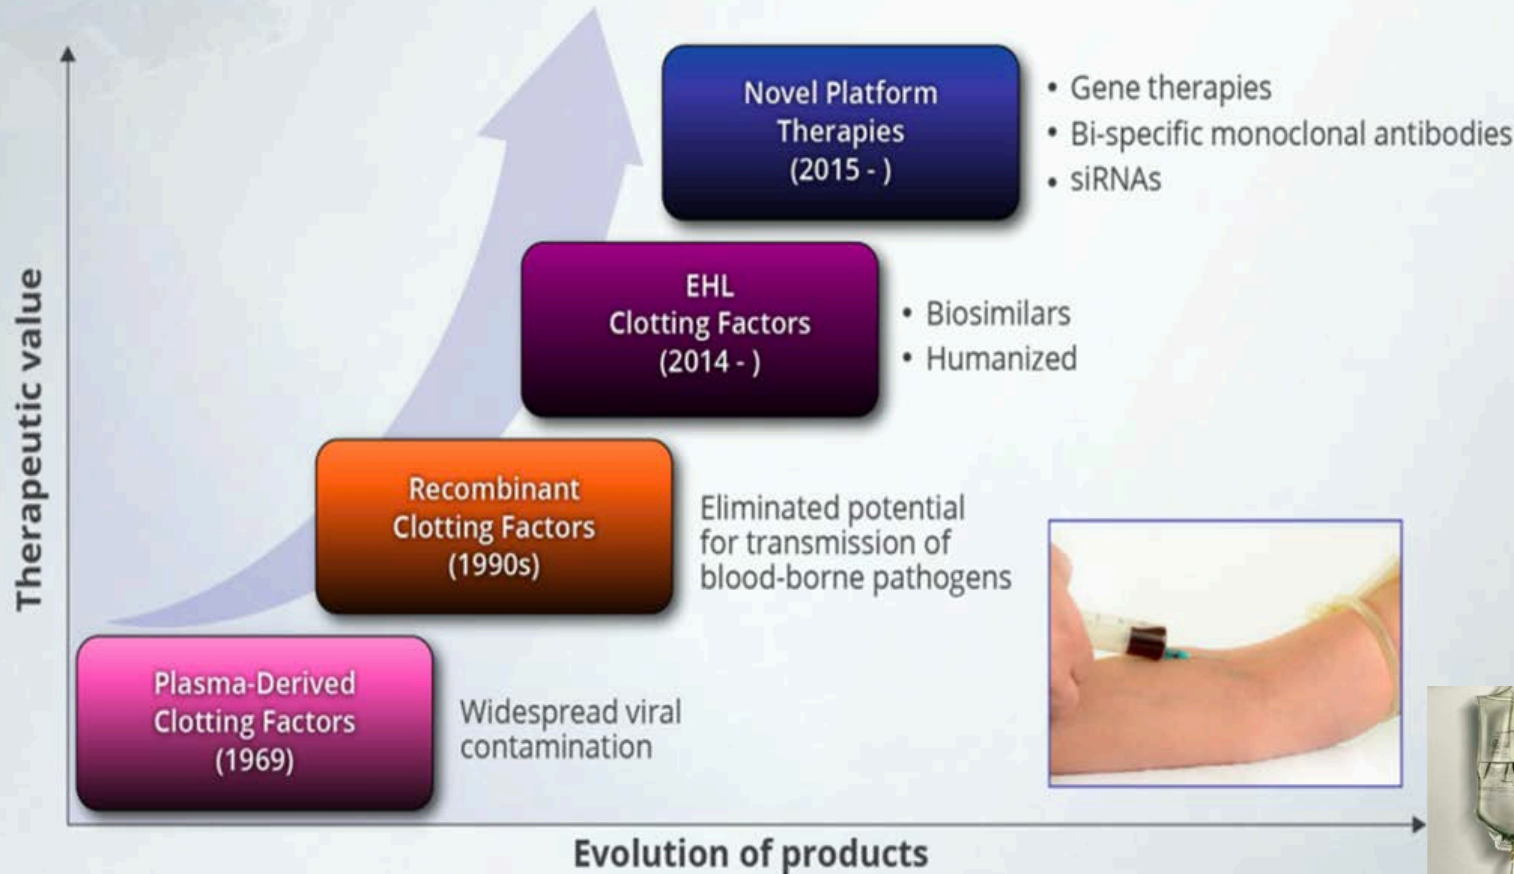 Therapeutic value
Novel Platform
Therapies
(2015 - )
• Gene therapies
• Bi-specific monoclonal antibodies
• siRNAs
EHL
Clotting Factors
(2014 - )
• Biosimilars
• Humanized
Recombinant
Clotting Factors
(1990s)
Eliminated potential
for transmission of
blood-borne pathogens
Plasma-Derived
Clotting Factors
(1969)
Widespread viral
contamination
Evolution of products